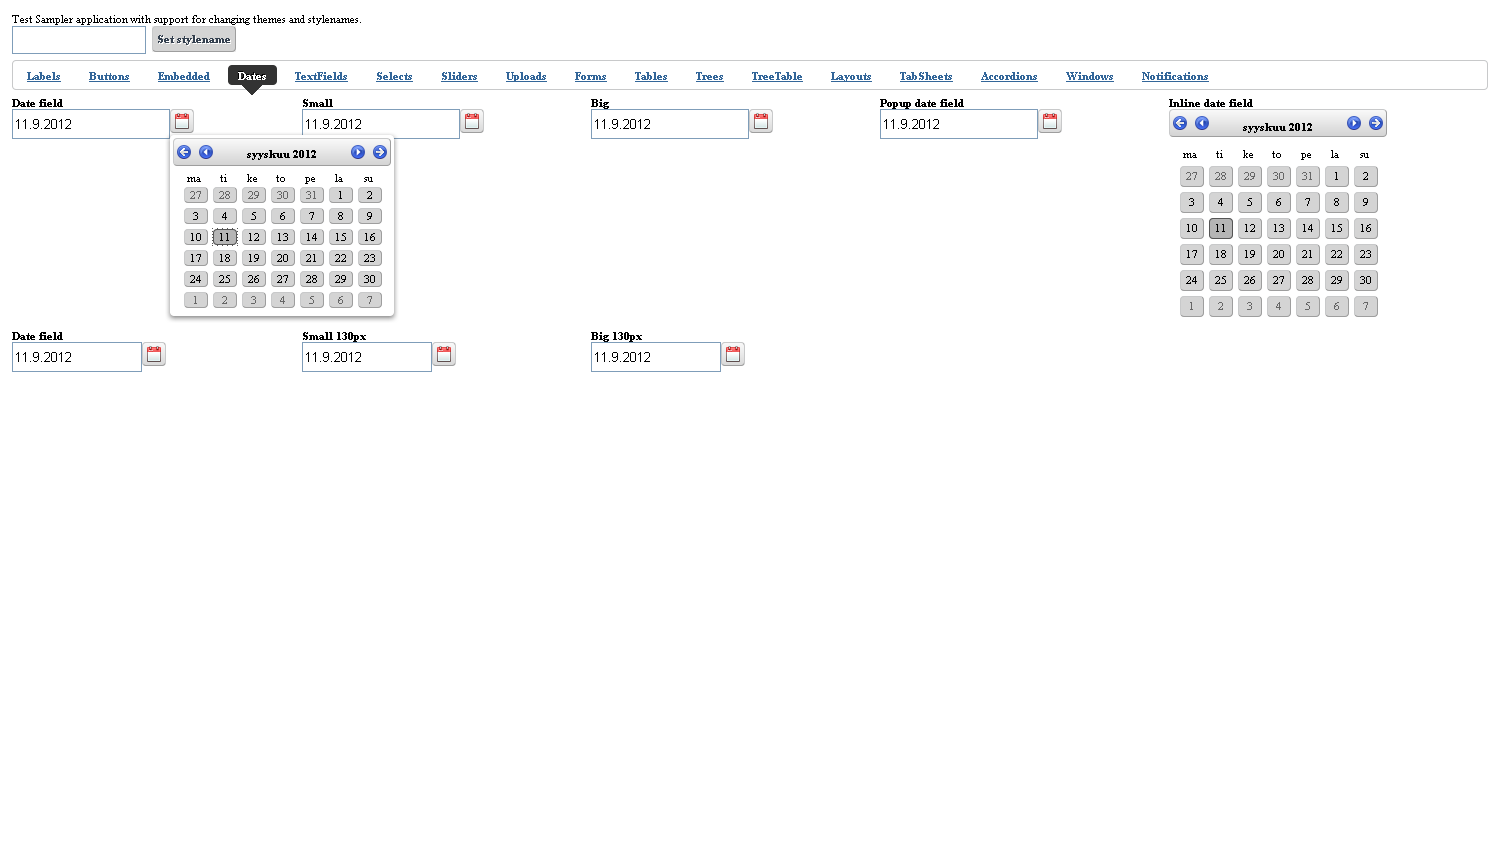 Test Sampler application with support for changing themes and stylenames.
Set stylename
Labels Buttons Embedded Dates TextFields Selects Sliders Uploads Forms Tables Trees TreeTable Layouts TabSheets Accordions Windows Notifications
Date field Small Big Popup date field Inline date field
11.9.2012 11.9.2012 11.9.2012 11.9.2012
syyskuu 2012
ma ti ke to pe la su
27 28 29 30 31 1 2
3 4 5 6 7 8 9
10 11 12 13 14 15 16
17 18 19 20 21 22 23
24 25 26 27 28 29 30
1 2 3 4 5 6 7
syyskuu 2012
ma ti ke to pe la su
27 28 29 30 31 1 2
3 4 5 6 7 8 9
10 11 12 13 14 15 16
17 18 19 20 21 22 23
24 25 26 27 28 29 30
1 2 3 4 5 6 7
Date field Small 130px Big 130px
11.9.2012 11.9.2012 11.9.2012